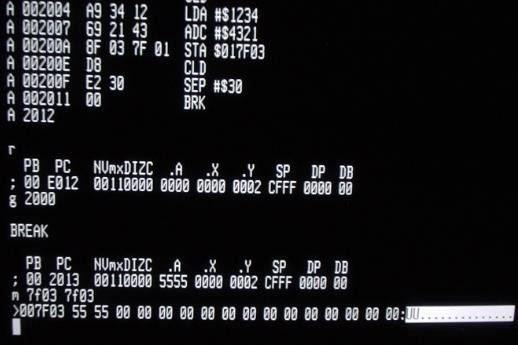 A 002004  A9 34 12     LDA #$1234
A 002007  69 21 43     ADC #$4321
A 00200A  8F 03 7F 01  STA $017F03
A 00200E  D8           CLD
A 00200F  E2 30        SEP #$30
A 002011  00           BRK
A 2012
r
  PB  PC   NVmxDIZC  .A   .X   .Y   SP   DP  DB
; 00 E012  00110000 0000 0000 0002 CFFF 0000 00
g 2000
BREAK
  PB  PC   NVmxDIZC  .A   .X   .Y   SP   DP  DB
; 00 2013  00110000 5555 0000 0002 CFFF 0000 00
m 7f03 7f03
>007F03 55 55 00 00 00 00 00 00 00 00 00 00 00 00 00 00:UU..............